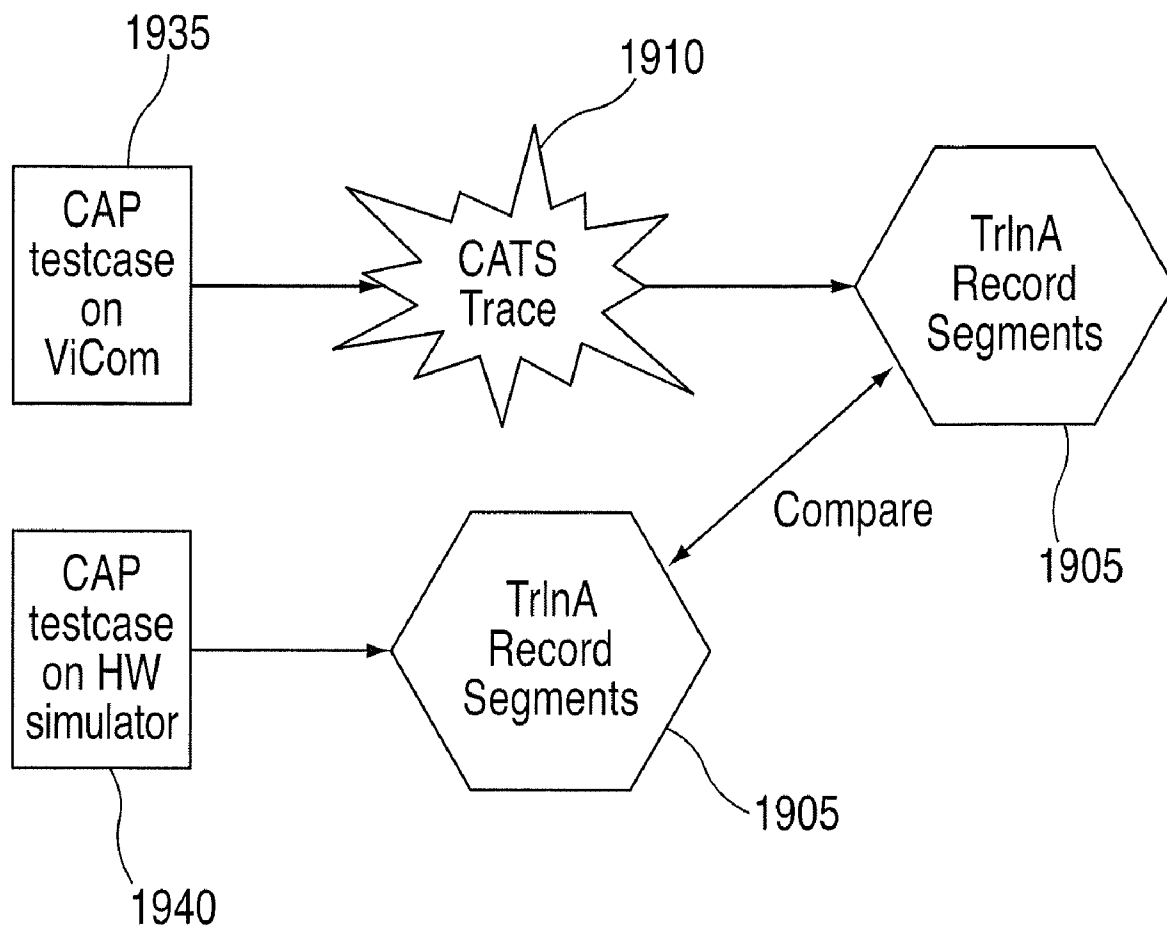 1935
1910
CAP
testcase
on
ViCom
CATS
Trace
TrInA
Record
Segments
Compare
1905
CAP
testcase
on HW
simulator
TrInA
Record
Segments
1905
1940